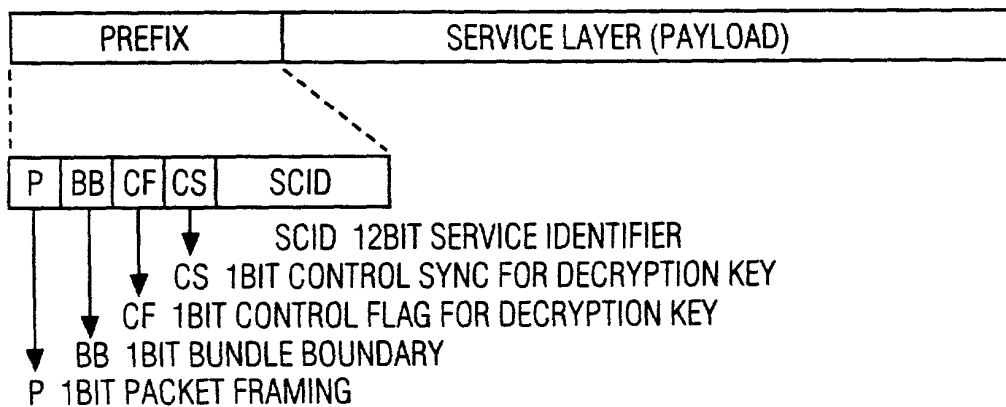 PREFIX SERVICE LAYER (PAYLOAD)
P BB CF CS SCID
SCID 12BIT SERVICE IDENTIFIER
CS 1BIT CONTROL SYNC FOR DECRYPTION KEY
CF 1BIT CONTROL FLAG FOR DECRYPTION KEY
BB 1BIT BUNDLE BOUNDARY
P 1BIT PACKET FRAMING